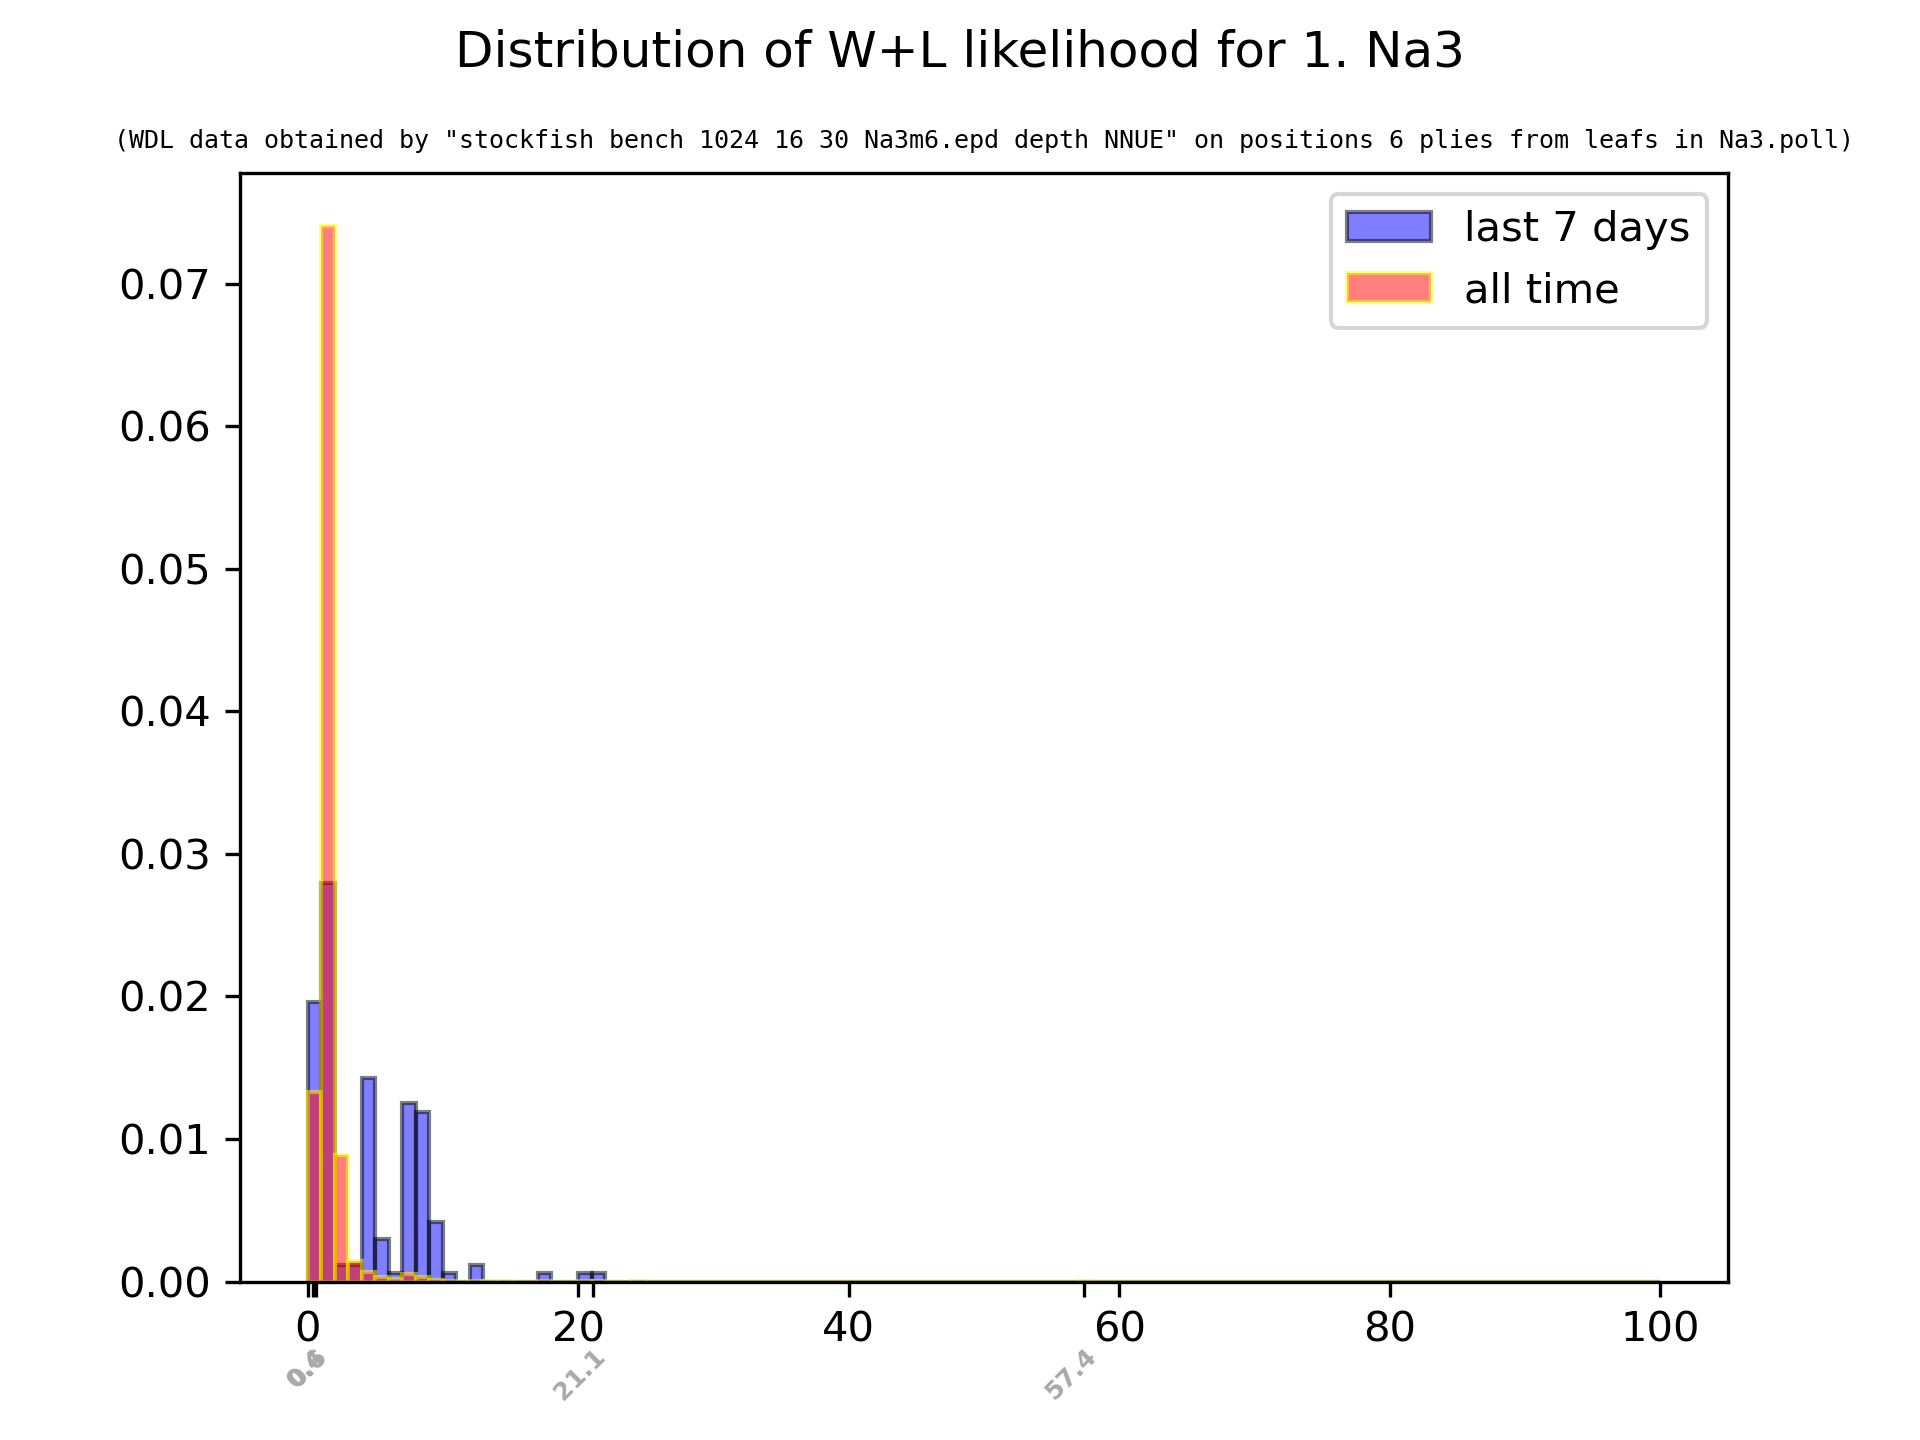 Distribution of W+L likelihood for 1. Na3
(WDL data obtained by "stockfish bench 1024 16 30 Na3m6.epd depth NNUE" on positions 6 plies from leafs in Na3.poll)
last 7 days
all time
0.07
0.06
0.05
0.04
0.03
0.02
0.01
0.00
0 20 40 60 80 100
21.1 57.4